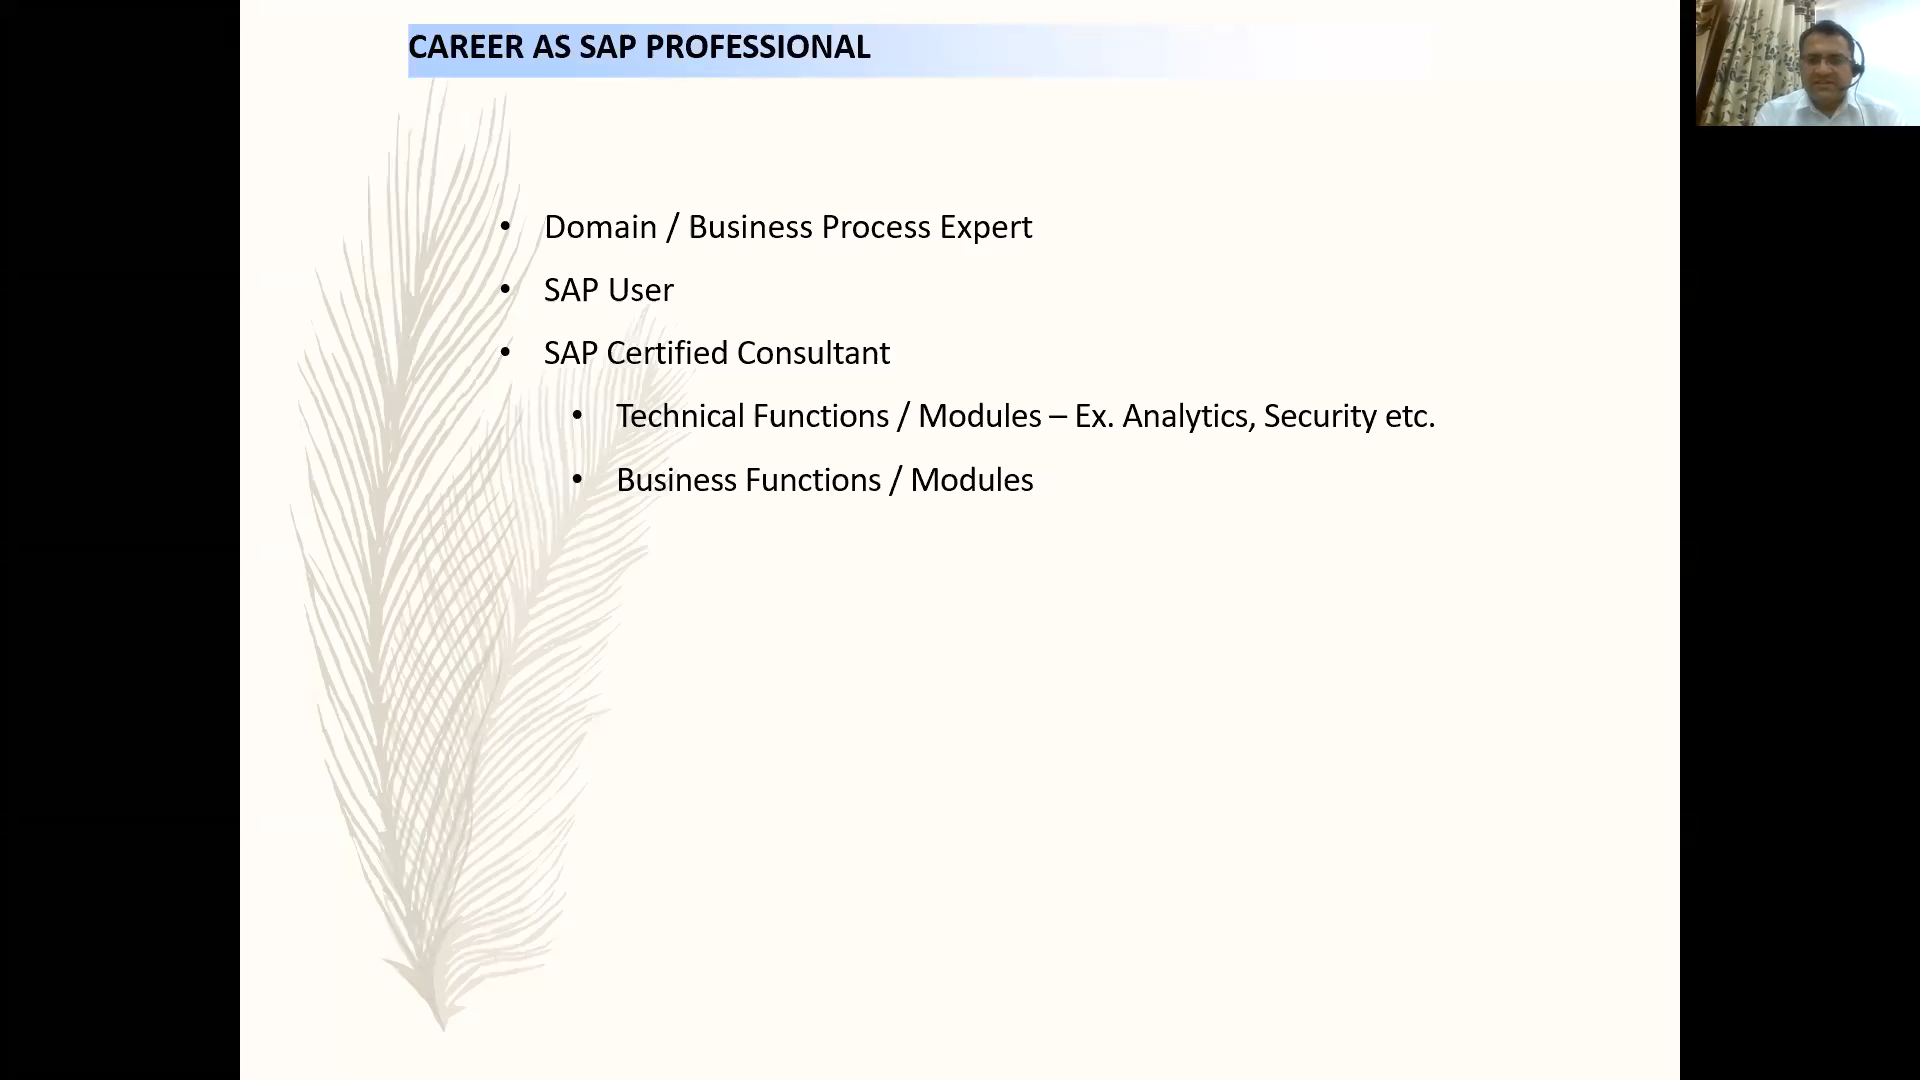 CAREER AS SAP PROFESSIONAL
• Domain / Business Process Expert
• SAP User
• SAP Certified Consultant
• Technical Functions / Modules – Ex. Analytics, Security etc.
• Business Functions / Modules